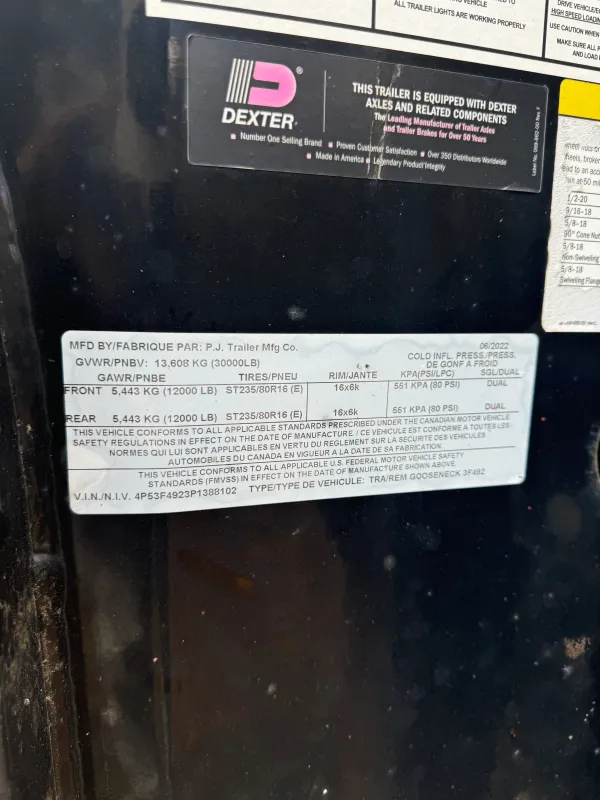 ALL TRAILER LIGHTS ARE WORKING PROPERLY
DRIVE VEHICLE/
HIGH SPEED LOADIN
USE CAUTION WHEN
MAKE SURE ALL
AND LOAD
DEXTER®
THIS TRAILER IS EQUIPPED WITH DEXTER
AXLES AND RELATED COMPONENTS
The Leading Manufacturer of Trailer Axles
and Trailer Brakes for Over 50 Years
■ Number One Selling Brand ■ Proven Customer Satisfaction ■ Over 350 Distributors Worldwide
■ Made in America ■ Legendary Product Integrity
1/2-20
9/16-18
5/8-18
90° Cone Nut
5/8-18
Non-Swiveling
5/8-18
Swiveling Flang
MFD BY/FABRIQUE PAR: P.J. Trailer Mfg Co. 06/2022
GVWR/PNBV: 13,608 KG (30000LB) COLD INFL. PRESS./PRESS.
DE GONF A FROID
GAWR/PNBE TIRES/PNEU RIM/JANTE KPA(PSI/LPC) SGL/DUAL
FRONT 5,443 KG (12000 LB) ST235/80R16 (E) 16x6k 551 KPA (80 PSI) DUAL
REAR 5,443 KG (12000 LB) ST235/80R16 (E) 16x6k 551 KPA (80 PSI) DUAL
THIS VEHICLE CONFORMS TO ALL APPLICABLE STANDARDS PRESCRIBED UNDER THE CANADIAN MOTOR VEHICLE
SAFETY REGULATIONS IN EFFECT ON THE DATE OF MANUFACTURE / CE VEHICULE EST CONFORME A TOUTES LES
NORMES QUI LUI SONT APPLICABLES EN VERTU DU REGLEMENT SUR LA SECURITE DES VEHICULES
AUTOMOBILES DU CANADA EN VIGUEUR A LA DATE DE SA FABRICATION.
THIS VEHICLE CONFORMS TO ALL APPLICABLE U.S. FEDERAL MOTOR VEHICLE SAFETY
STANDARDS (FMVSS) IN EFFECT ON THE DATE OF MANUFACTURE SHOWN ABOVE.
V.I.N./N.I.V. 4P53F4923P1388102 TYPE/TYPE DE VEHICULE: TRA/REM GOOSENECK 3F492